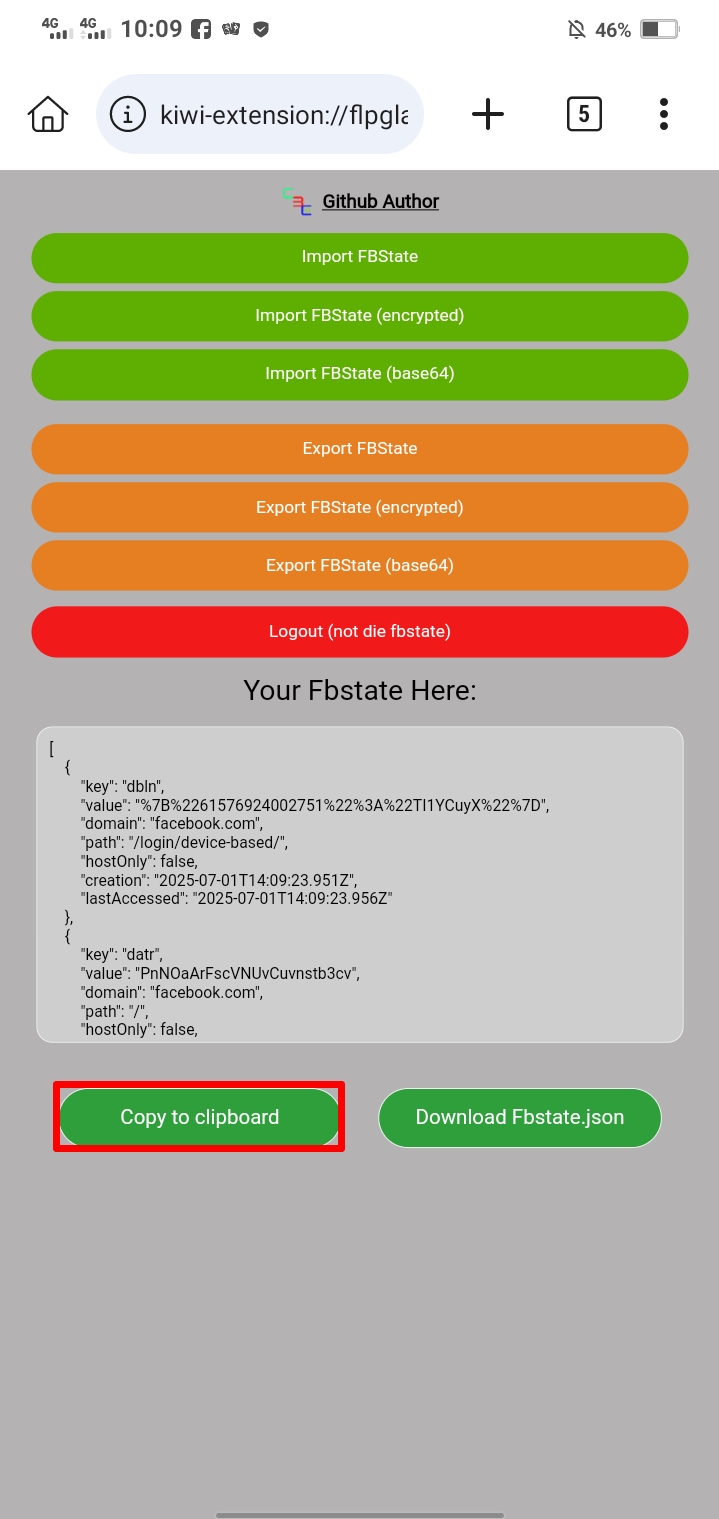 4G 4G 10:09 46%
kiwi-extension://flpgla
5
Github Author
Import FBState
Import FBState (encrypted)
Import FBState (base64)
Export FBState
Export FBState (encrypted)
Export FBState (base64)
Logout (not die fbstate)
Your Fbstate Here:
[
{
"key": "dbln",
"value": "%7B%2261576924002751%22%3A%22TI1YCuyX%22%7D",
"domain": "facebook.com",
"path": "/login/device-based/",
"hostOnly": false,
"creation": "2025-07-01T14:09:23.951Z",
"lastAccessed": "2025-07-01T14:09:23.956Z"
},
{
"key": "datr",
"value": "PnNOaArFscVNUvCuvnstb3cv",
"domain": "facebook.com",
"path": "/",
"hostOnly": false,
Copy to clipboard
Download Fbstate.json